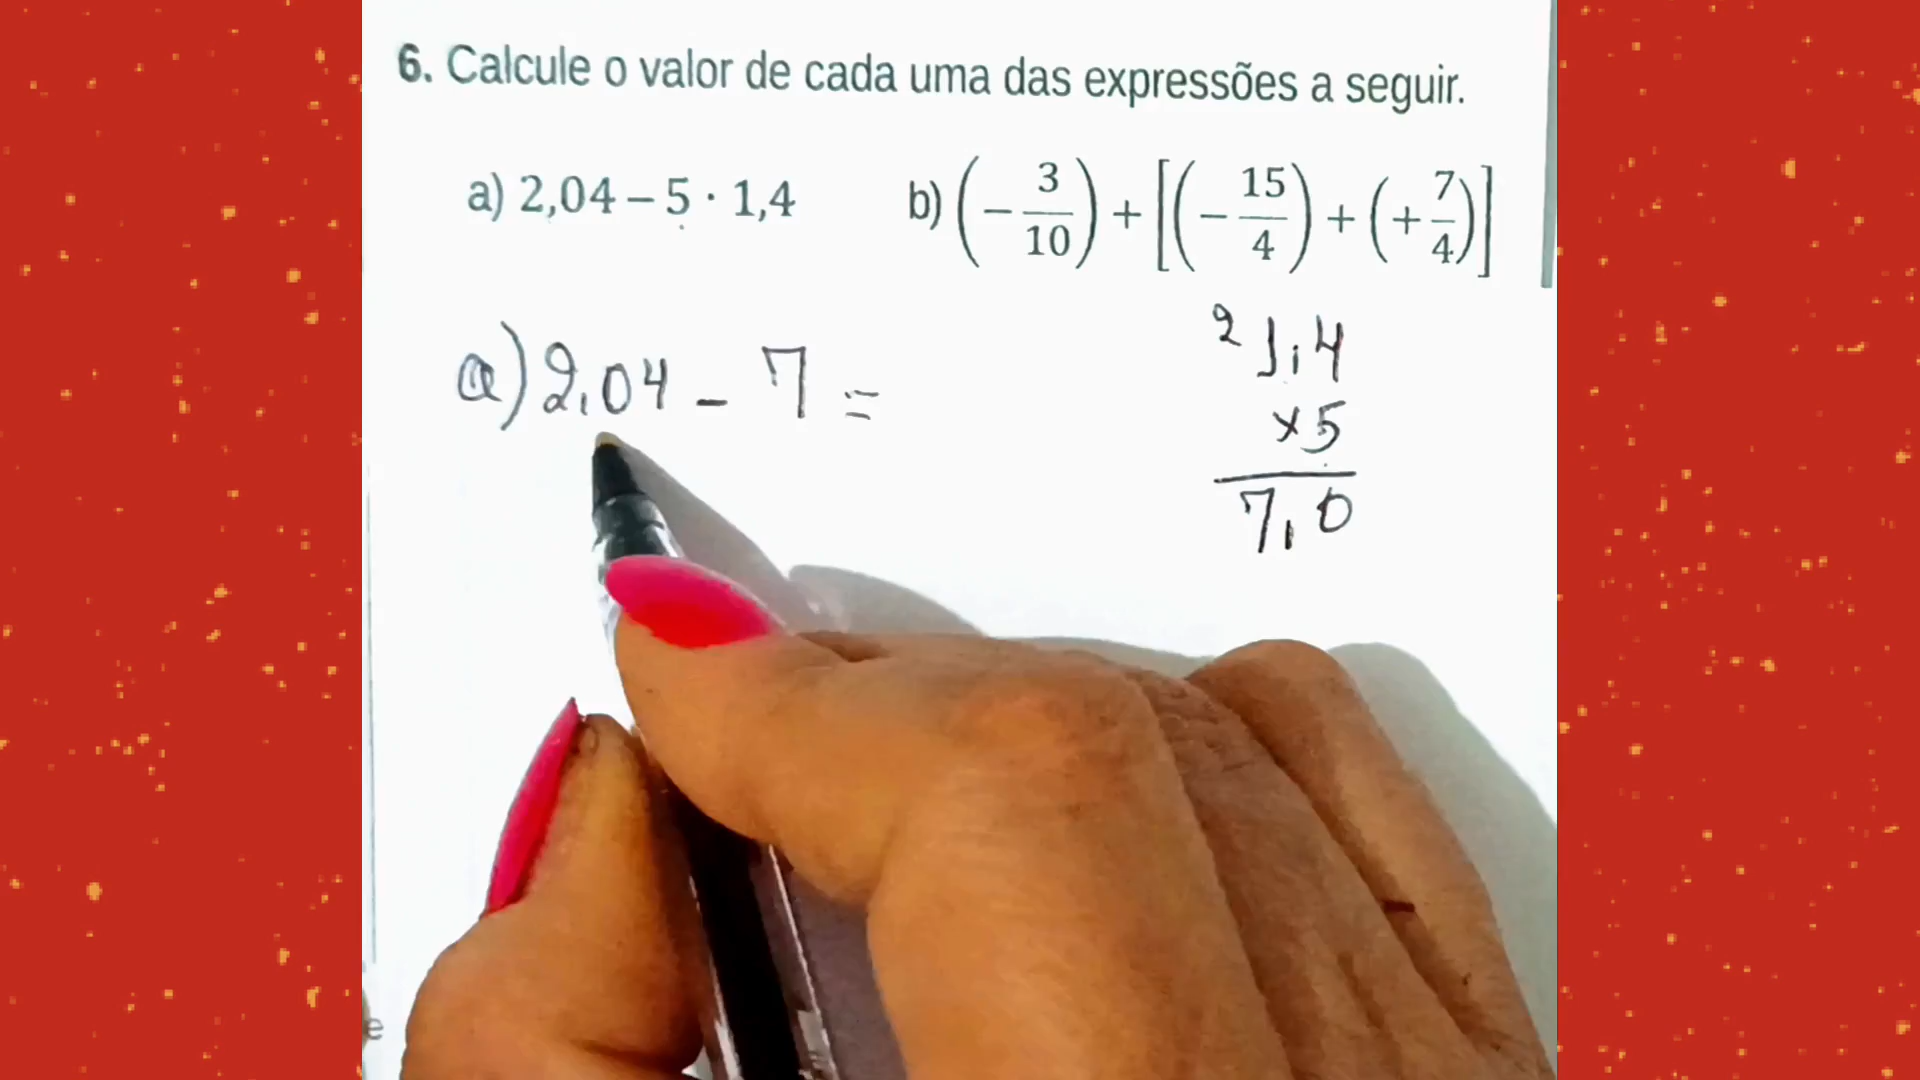 6. Calcule o valor de cada uma das expressões a seguir.
a) 2,04 – 5 · 1,4
b) (– 3/10) + [(– 15/4) + (+ 7/4)]
a) 2,04 - 7 =
2 1,4
x5
7,0
e